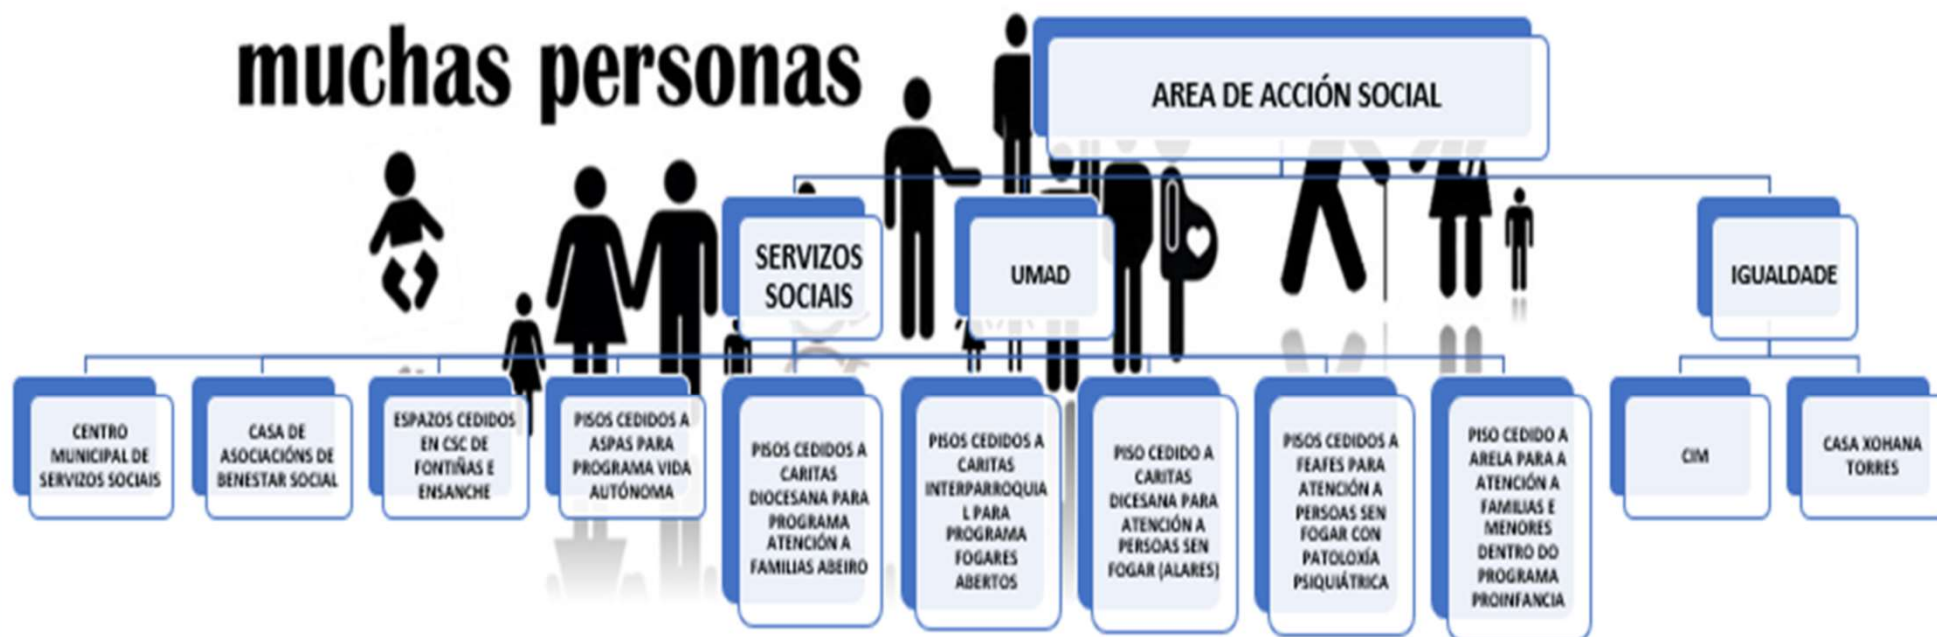 muchas personas
AREA DE ACCIÓN SOCIAL
SERVIZOS
SOCIAIS
UMAD
IGUALDADE
CENTRO
MUNICIPAL DE
SERVIZOS SOCIAIS
CASA DE
ASOCIACIÓNS DE
BENESTAR SOCIAL
ESPAZOS CEDIDOS
EN CSC DE
FONTIÑAS E
ENSANCHE
PISOS CEDIDOS A
ASPAS PARA
PROGRAMA VIDA
AUTÓNOMA
PISOS CEDIDOS A
CARITAS
DIOCESANA PARA
PROGRAMA
ATENCIÓN A
FAMILIAS ABEIRO
PISOS CEDIDOS A
CARITAS
INTERPARROQUIA
L PARA
PROGRAMA
FOGARES
ABERTOS
PISO CEDIDO A
CARITAS
DICESANA PARA
ATENCIÓN A
PERSOAS SEN
FOGAR (ALARES)
PISOS CEDIDOS A
FEAFES PARA
ATENCIÓN A
PERSOAS SEN
FOGAR CON
PATOLOXÍA
PSIQUIÁTRICA
PISO CEDIDO A
ARELA PARA A
ATENCIÓN A
FAMILIAS E
MENORES
DENTRO DO
PROGRAMA
PROINFANCIA
CIM
CASA XOHANA
TORRES